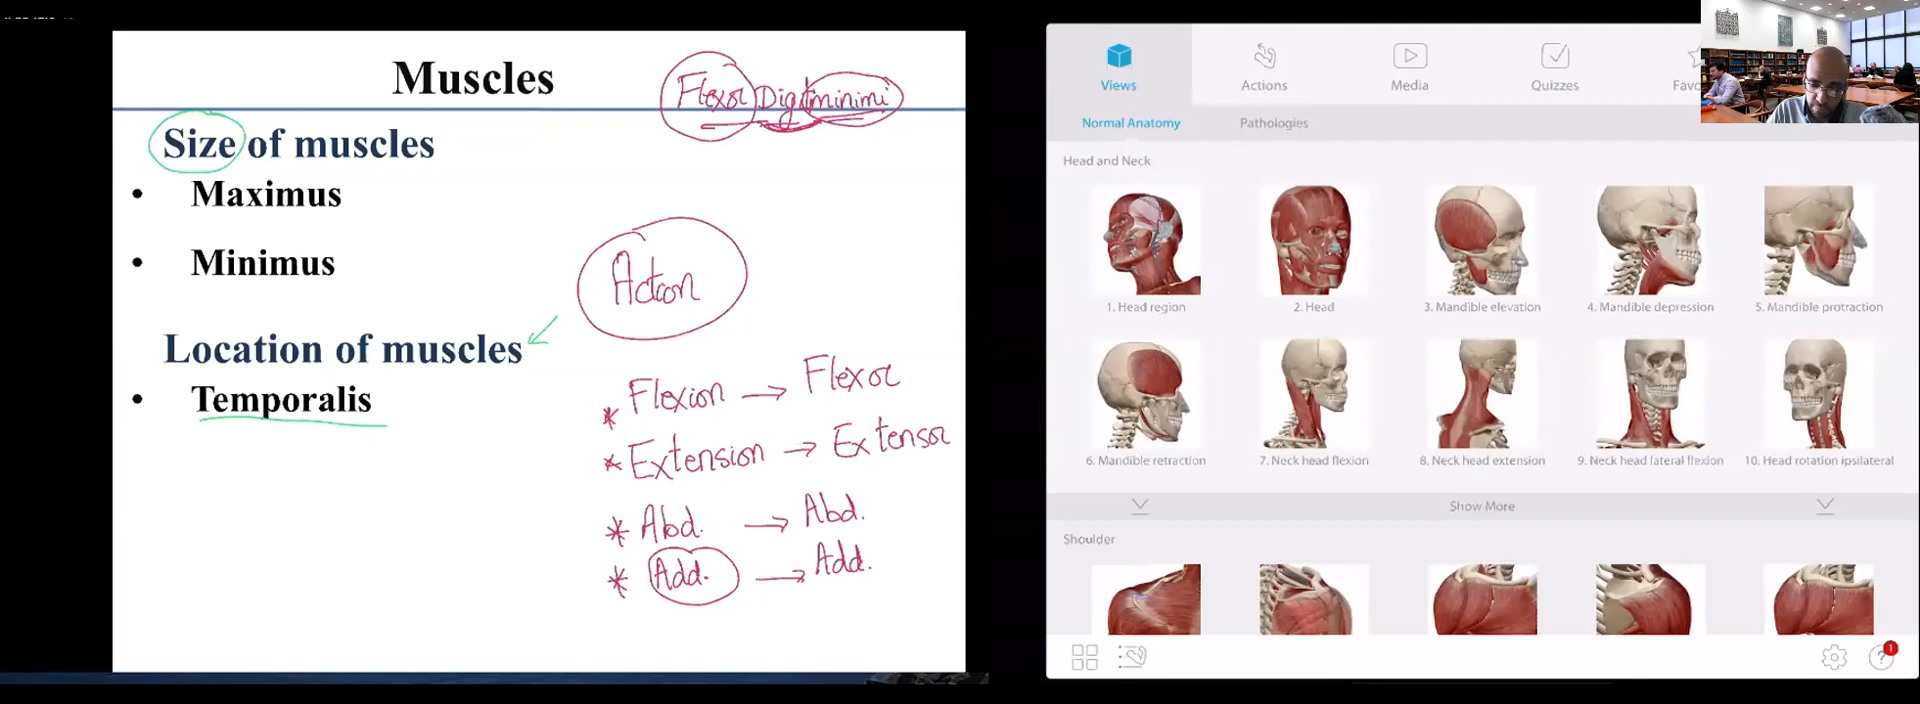 Muscles
Flexor Digit minimi
Size of muscles
• Maximus
• Minimus
Action
Location of muscles
• Temporalis
* Flexion → Flexor
* Extension → Extensor
* Abd. → Abd.
* Add. → Add.
Views
Actions
Media
Quizzes
Normal Anatomy
Pathologies
Head and Neck
1. Head region
2. Head
3. Mandible elevation
4. Mandible depression
5. Mandible protraction
6. Mandible retraction
7. Neck head flexion
8. Neck head extension
9. Neck head lateral flexion
10. Head rotation ipsilateral
Show More
Shoulder
?
1